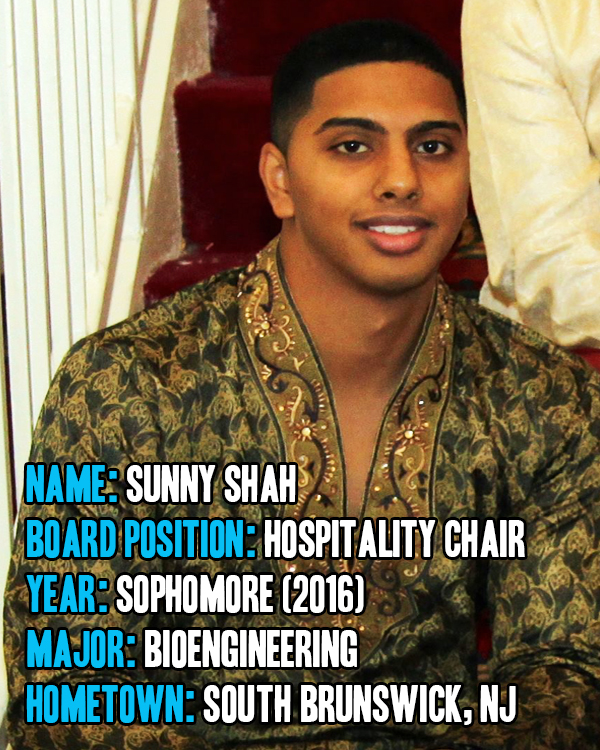 NAME: SUNNY SHAH
BOARD POSITION: HOSPITALITY CHAIR
YEAR: SOPHOMORE (2016)
MAJOR: BIOENGINEERING
HOMETOWN: SOUTH BRUNSWICK, NJ